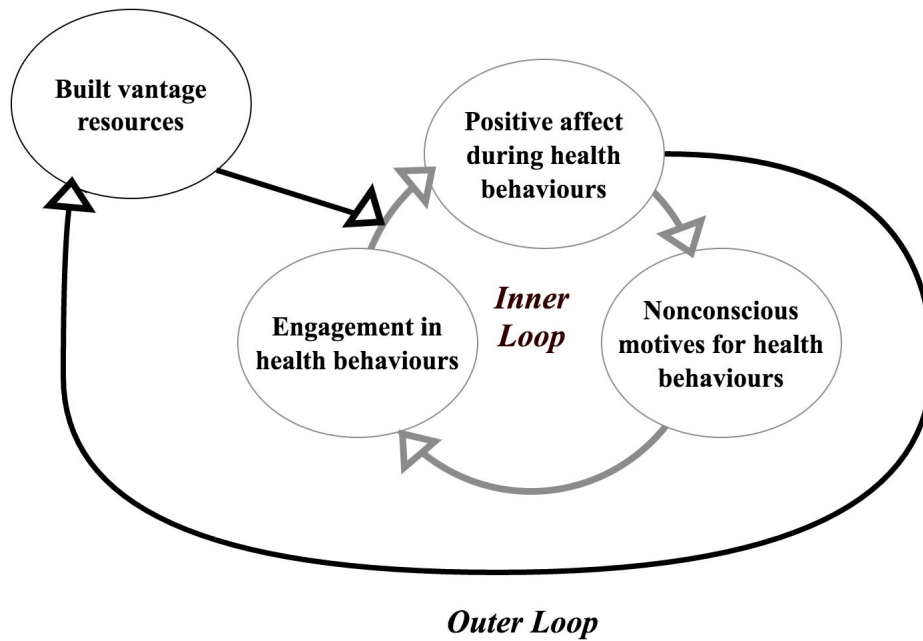 Built vantage
resources
Positive affect
during health
behaviours
Inner
Loop
Engagement in
health behaviours
Nonconscious
motives for health
behaviours
Outer Loop